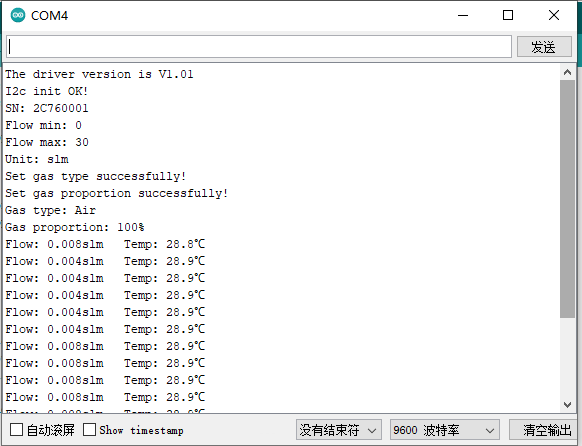 COM4
发送
The driver version is V1.01
I2c init OK!
SN: 2C760001
Flow min: 0
Flow max: 30
Unit: slm
Set gas type successfully!
Set gas proportion successfully!
Gas type: Air
Gas proportion: 100%
Flow: 0.008slm   Temp: 28.8℃
Flow: 0.004slm   Temp: 28.9℃
Flow: 0.004slm   Temp: 28.9℃
Flow: 0.004slm   Temp: 28.9℃
Flow: 0.004slm   Temp: 28.9℃
Flow: 0.004slm   Temp: 28.9℃
Flow: 0.008slm   Temp: 28.9℃
Flow: 0.008slm   Temp: 28.9℃
Flow: 0.008slm   Temp: 28.9℃
Flow: 0.008slm   Temp: 28.9℃
Flow: 0.008slm   Temp: 28.9℃
自动滚屏 Show timestamp 没有结束符 9600 波特率 清空输出